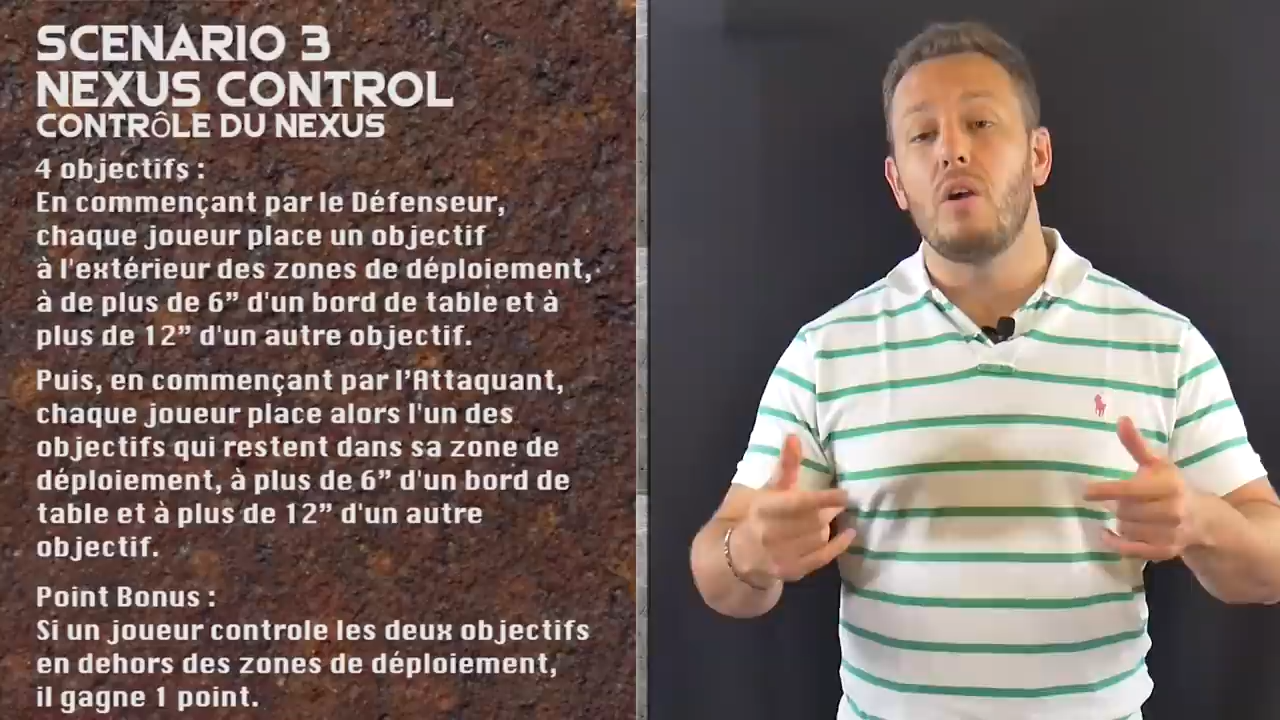 SCENARIO 3
NEXUS CONTROL
CONTRÔLE DU NEXUS
4 objectifs :
En commençant par le Défenseur,
chaque joueur place un objectif
à l'extérieur des zones de déploiement,
à de plus de 6” d'un bord de table et à
plus de 12” d'un autre objectif.
Puis, en commençant par l’Attaquant,
chaque joueur place alors l'un des
objectifs qui restent dans sa zone de
déploiement, à plus de 6” d'un bord de
table et à plus de 12” d'un autre
objectif.
Point Bonus :
Si un joueur controle les deux objectifs
en dehors des zones de déploiement,
il gagne 1 point.